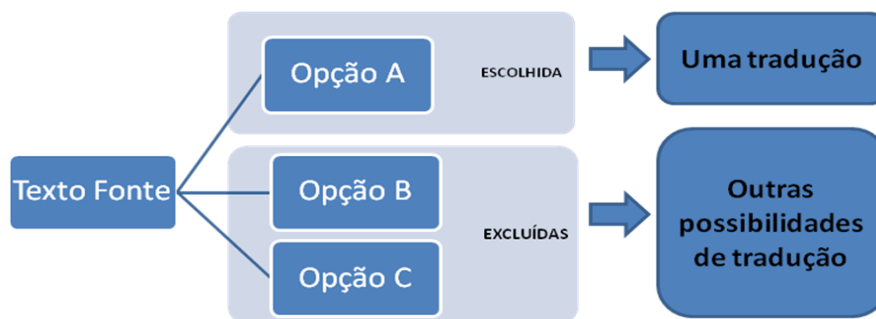 Texto Fonte
Opção A
ESCOLHIDA
Uma tradução
Opção B
Opção C
EXCLUÍDAS
Outras
possibilidades
de tradução